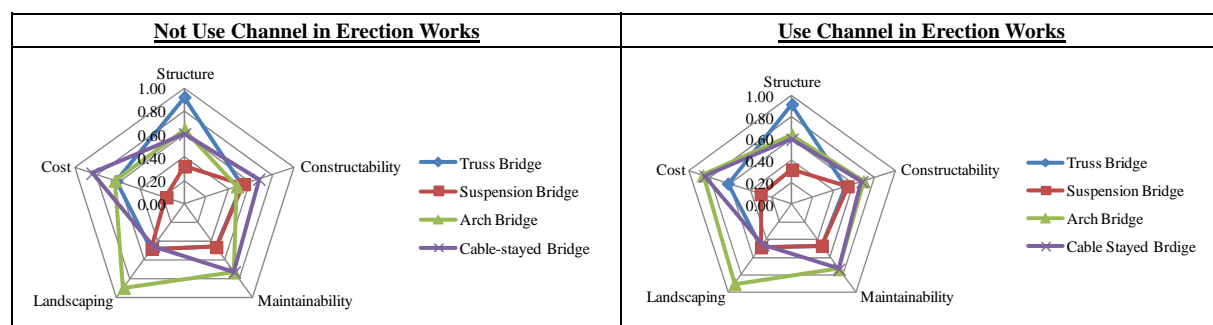 Not Use Channel in Erection Works
Use Channel in Erection Works
Structure
1.00
0.80
0.60
0.40
0.20
0.00
Cost
Constructability
Landscaping
Maintainability
Truss Bridge
Suspension Bridge
Arch Bridge
Cable-stayed Bridge
Structure
1.00
0.80
0.60
0.40
0.20
0.00
Cost
Constructability
Landscaping
Maintainability
Truss Bridge
Suspension Bridge
Arch Bridge
Cable Stayed Brdige